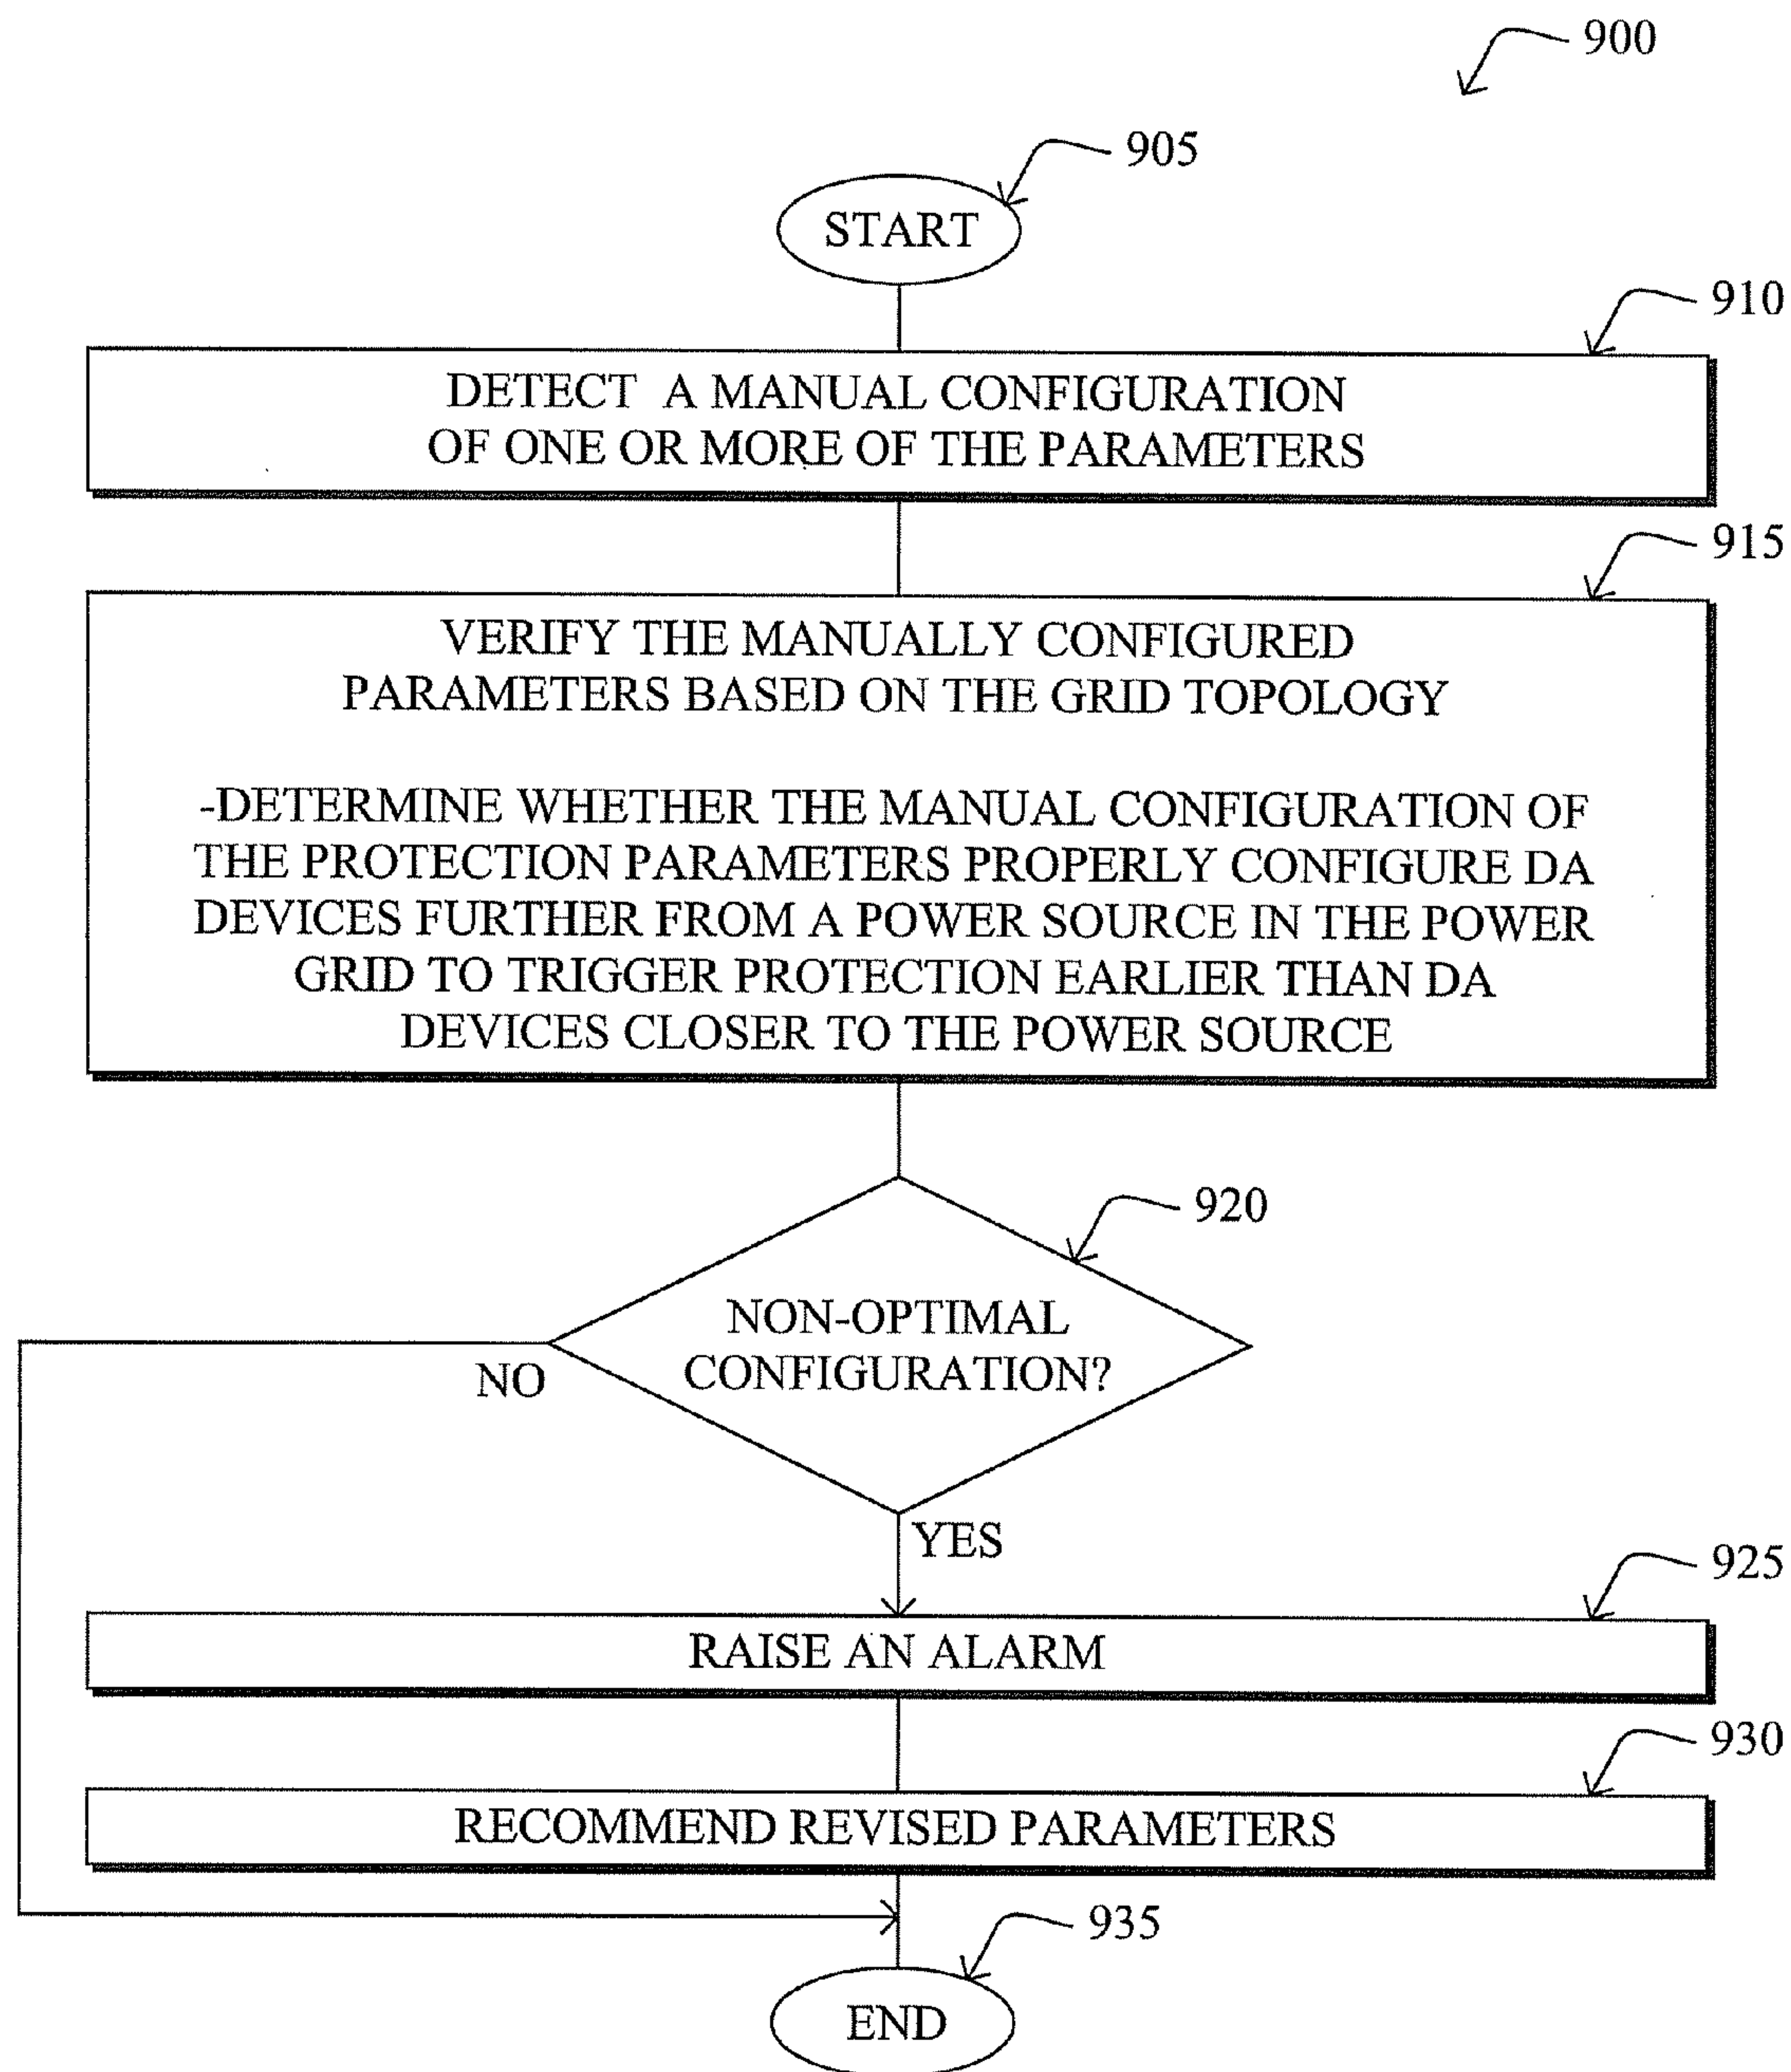 900
905
START
910
DETECT A MANUAL CONFIGURATION
OF ONE OR MORE OF THE PARAMETERS
915
VERIFY THE MANUALLY CONFIGURED
PARAMETERS BASED ON THE GRID TOPOLOGY
-DETERMINE WHETHER THE MANUAL CONFIGURATION OF
THE PROTECTION PARAMETERS PROPERLY CONFIGURE DA
DEVICES FURTHER FROM A POWER SOURCE IN THE POWER
GRID TO TRIGGER PROTECTION EARLIER THAN DA
DEVICES CLOSER TO THE POWER SOURCE
920
NON-OPTIMAL
CONFIGURATION?
NO
YES
925
RAISE AN ALARM
930
RECOMMEND REVISED PARAMETERS
935
END